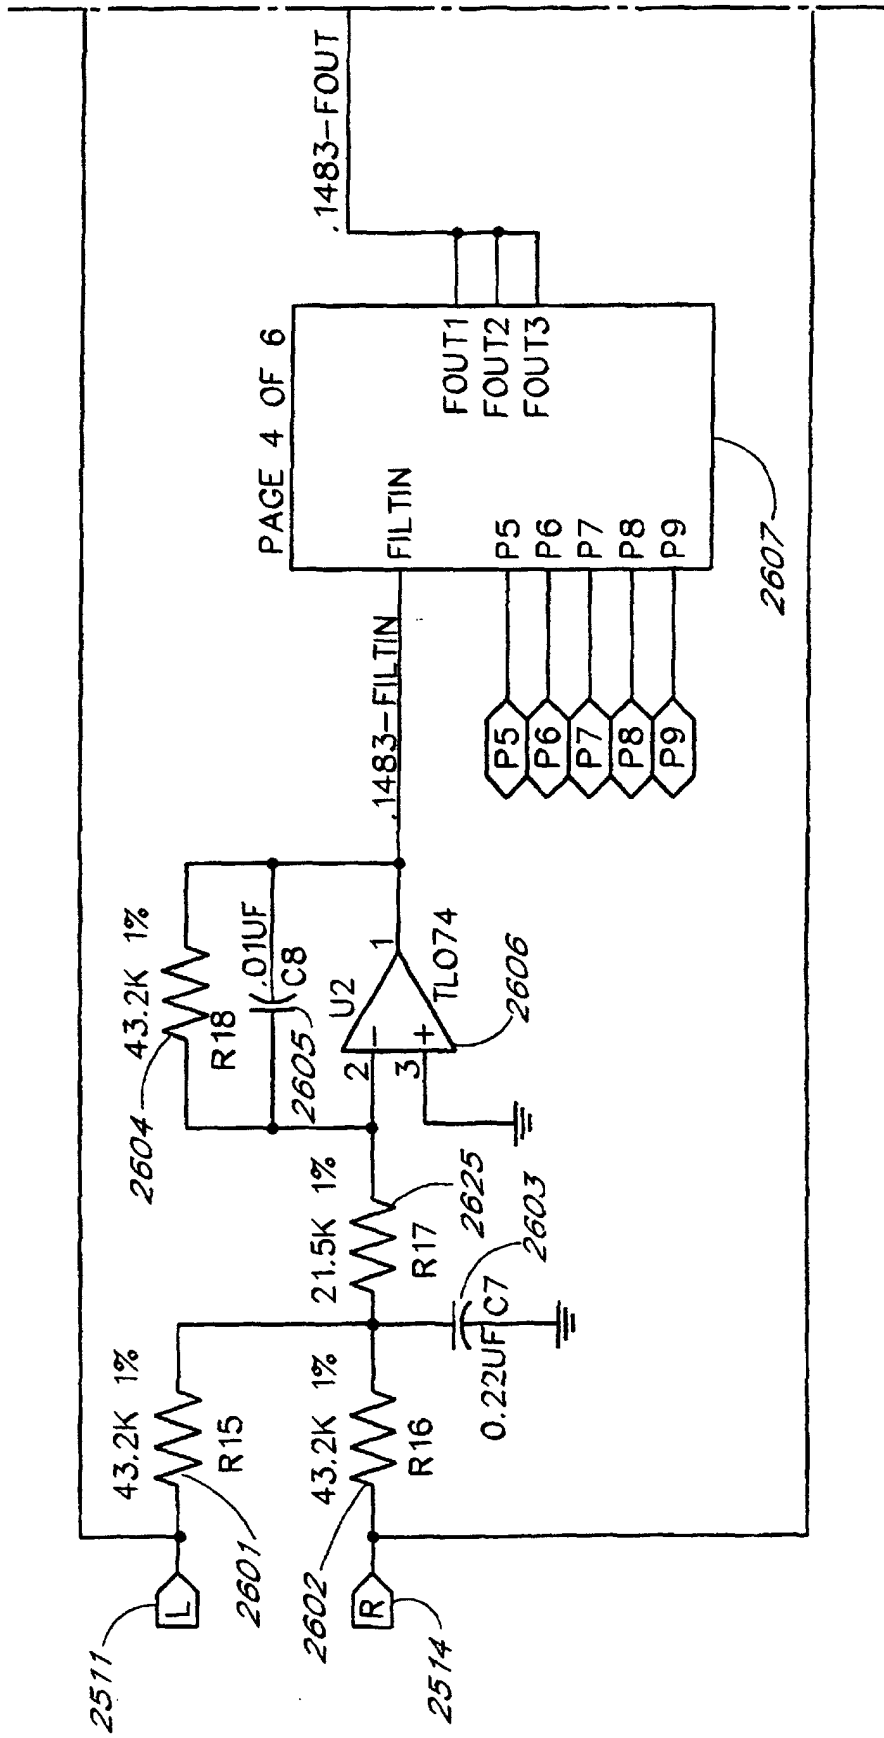 2511
L
2601
43.2K 1%
R15
2602
43.2K 1%
R16
R
2514
0.22UF C7
2603
21.5K 1%
R17
2625
2604
43.2K 1%
R18
.01UF
C8
2605
U2
2
3
1
TL074
2606
.1483-FILTIN
PAGE 4 OF 6
FILTIN
P5 P5
P6 P6
P7 P7
P8 P8
P9 P9
FOUT1
FOUT2
FOUT3
2607
.1483-FOUT